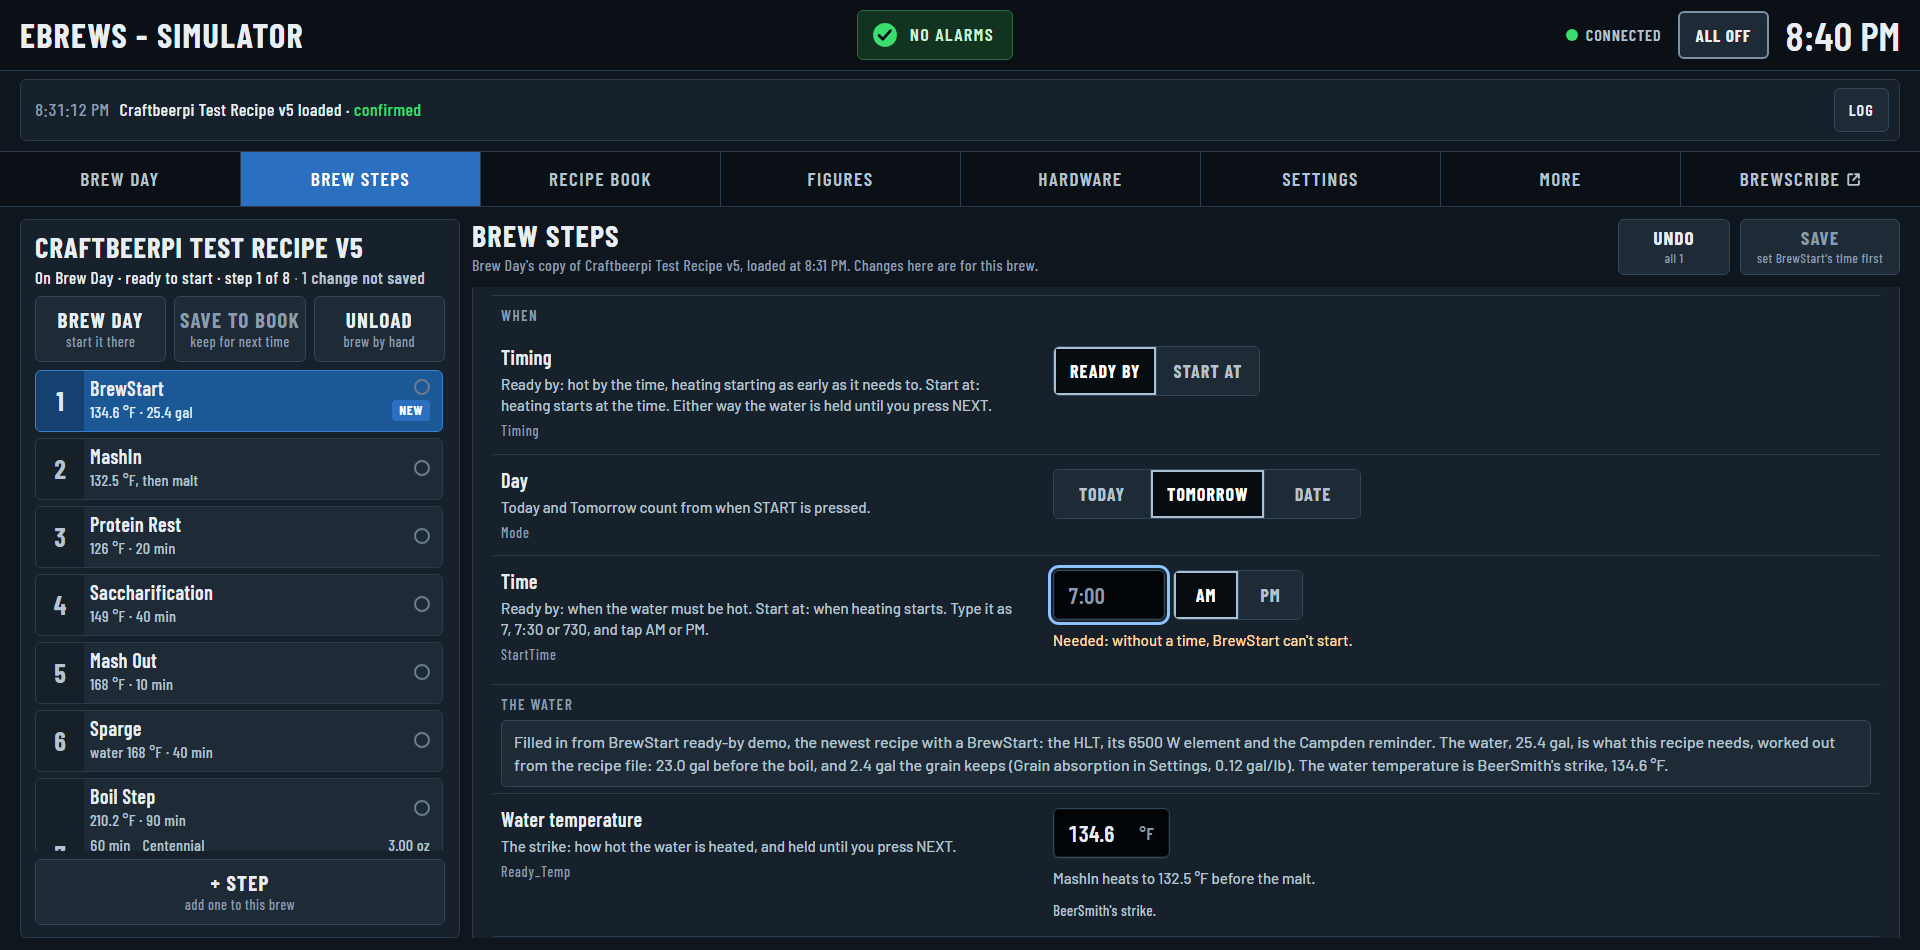 EBREWS - SIMULATOR
NO ALARMS
CONNECTED
ALL OFF
8:40 PM
8:31:12 PM Craftbeerpi Test Recipe v5 loaded · confirmed
LOG
BREW DAY
BREW STEPS
RECIPE BOOK
FIGURES
HARDWARE
SETTINGS
MORE
BREWSCRIBE
CRAFTBEERPI TEST RECIPE V5
On Brew Day · ready to start · step 1 of 8 · 1 change not saved
BREW DAY
start it there
SAVE TO BOOK
keep for next time
UNLOAD
brew by hand
1
BrewStart
134.6 °F · 25.4 gal
NEW
2
MashIn
132.5 °F, then malt
3
Protein Rest
126 °F · 20 min
4
Saccharification
149 °F · 40 min
5
Mash Out
168 °F · 10 min
6
Sparge
water 168 °F · 40 min
Boil Step
210.2 °F · 90 min
60 min Centennial 3.00 oz
+ STEP
add one to this brew
BREW STEPS
Brew Day's copy of Craftbeerpi Test Recipe v5, loaded at 8:31 PM. Changes here are for this brew.
UNDO
all 1
SAVE
set BrewStart's time first
WHEN
Timing
Ready by: hot by the time, heating starting as early as it needs to. Start at:
heating starts at the time. Either way the water is held until you press NEXT.
Timing
READY BY
START AT
Day
Today and Tomorrow count from when START is pressed.
Mode
TODAY
TOMORROW
DATE
Time
Ready by: when the water must be hot. Start at: when heating starts. Type it as
7, 7:30 or 730, and tap AM or PM.
StartTime
7:00
AM
PM
Needed: without a time, BrewStart can't start.
THE WATER
Filled in from BrewStart ready-by demo, the newest recipe with a BrewStart: the HLT, its 6500 W element and the Campden reminder. The water, 25.4 gal, is what this recipe needs, worked out
from the recipe file: 23.0 gal before the boil, and 2.4 gal the grain keeps (Grain absorption in Settings, 0.12 gal/lb). The water temperature is BeerSmith's strike, 134.6 °F.
Water temperature
The strike: how hot the water is heated, and held until you press NEXT.
Ready_Temp
134.6 °F
MashIn heats to 132.5 °F before the malt.
BeerSmith's strike.